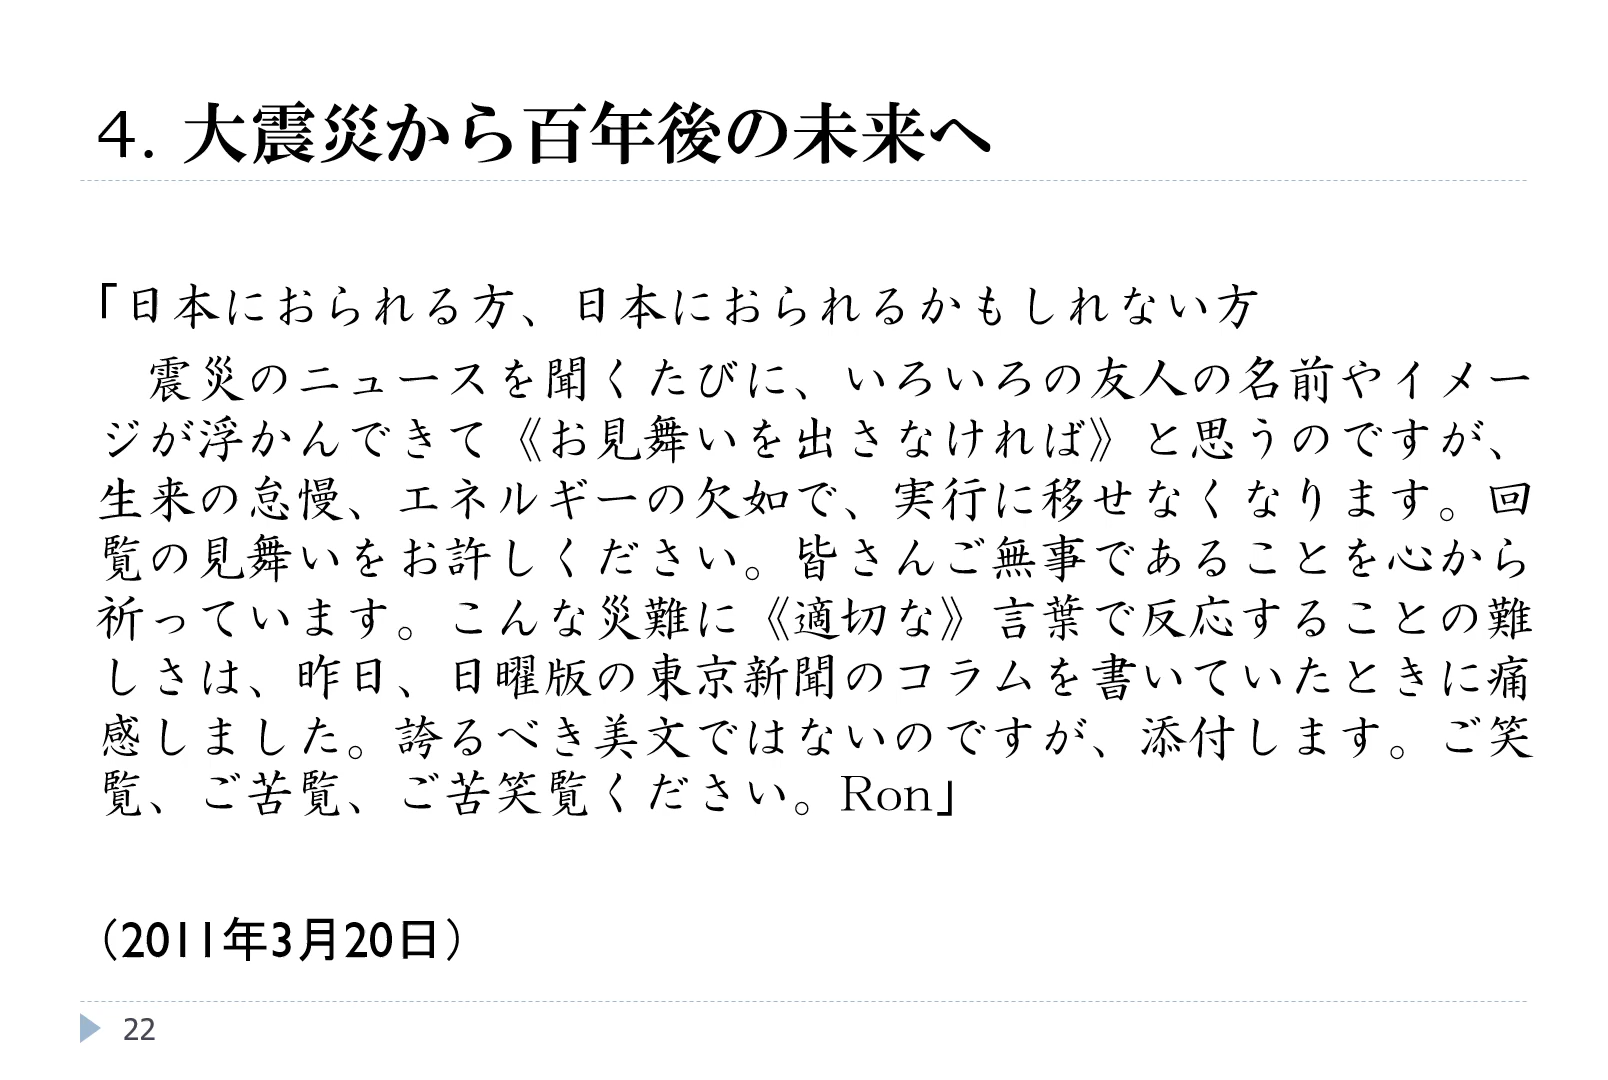 4. 大震災から百年後の未来へ
「日本におられる方、日本におられるかもしれない方
震災のニュースを聞くたびに、いろいろの友人の名前やイメー
ジが浮かんできて《お見舞いを出さなければ》と思うのですが、
生来の怠慢、エネルギーの欠如で、実行に移せなくなります。回
覧の見舞いをお許しください。皆さんご無事であることを心から
祈っています。こんな災難に《適切な》言葉で反応することの難
しさは、昨日、日曜版の東京新聞のコラムを書いていたときに痛
感しました。誇るべき美文ではないのですが、添付します。ご笑
覧、ご苦覧、ご苦笑覧ください。Ron」
（2011年3月20日）
22